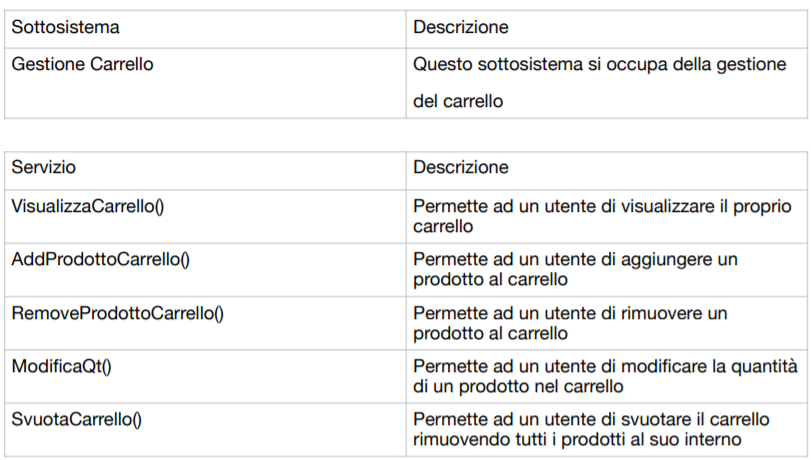 Sottosistema
Descrizione
Gestione Carrello
Questo sottosistema si occupa della gestione
del carrello
Servizio
Descrizione
VisualizzaCarrello()
Permette ad un utente di visualizzare il proprio
carrello
AddProdottoCarrello()
Permette ad un utente di aggiungere un
prodotto al carrello
RemoveProdottoCarrello()
Permette ad un utente di rimuovere un
prodotto al carrello
ModificaQt()
Permette ad un utente di modificare la quantità
di un prodotto nel carrello
SvuotaCarrello()
Permette ad un utente di svuotare il carrello
rimuovendo tutti i prodotti al suo interno